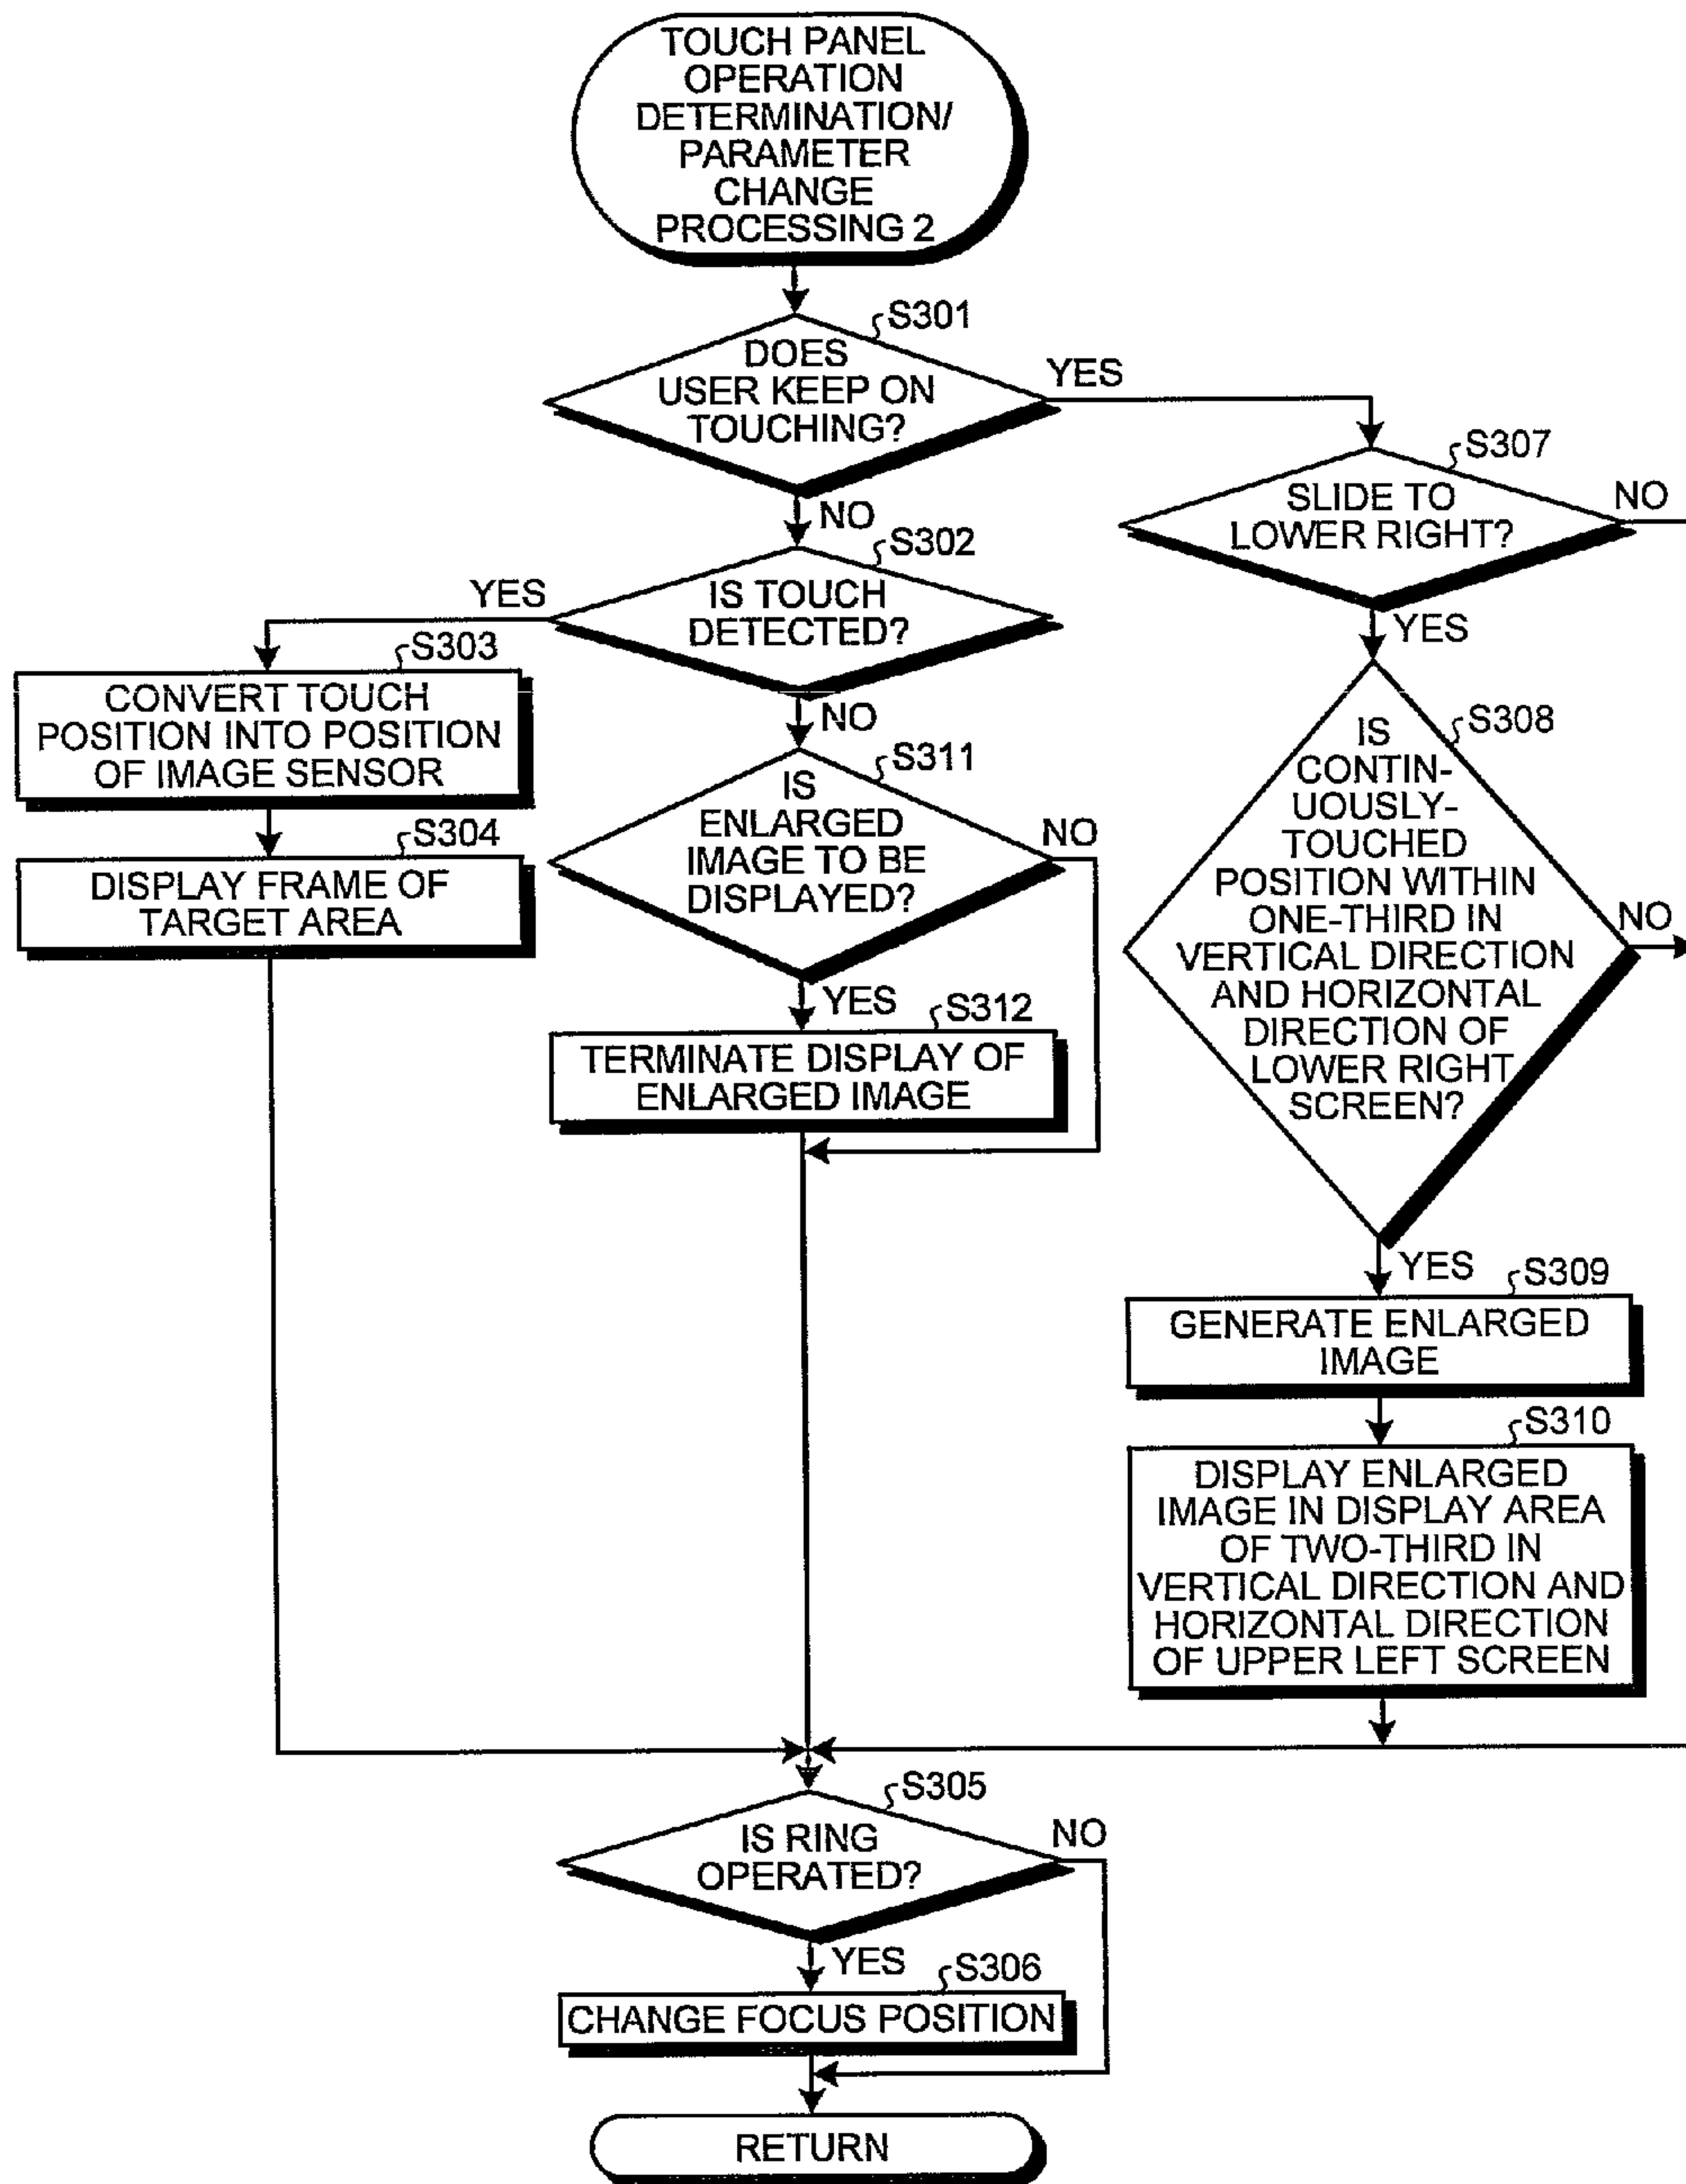 TOUCH PANEL
OPERATION
DETERMINATION/
PARAMETER
CHANGE
PROCESSING 2
S301
DOES
USER KEEP ON
TOUCHING?
YES
NO
S307
SLIDE TO
LOWER RIGHT?
NO
YES
S302
IS TOUCH
DETECTED?
YES
NO
S303
CONVERT TOUCH
POSITION INTO POSITION
OF IMAGE SENSOR
S304
DISPLAY FRAME OF
TARGET AREA
S311
IS
ENLARGED
IMAGE TO BE
DISPLAYED?
NO
YES
S312
TERMINATE DISPLAY OF
ENLARGED IMAGE
S308
IS
CONTIN-
UOUSLY-
TOUCHED
POSITION WITHIN
ONE-THIRD IN
VERTICAL DIRECTION
AND HORIZONTAL
DIRECTION OF
LOWER RIGHT
SCREEN?
NO
YES
S309
GENERATE ENLARGED
IMAGE
S310
DISPLAY ENLARGED
IMAGE IN DISPLAY AREA
OF TWO-THIRD IN
VERTICAL DIRECTION AND
HORIZONTAL DIRECTION
OF UPPER LEFT SCREEN
S305
IS RING
OPERATED?
NO
YES
S306
CHANGE FOCUS POSITION
RETURN